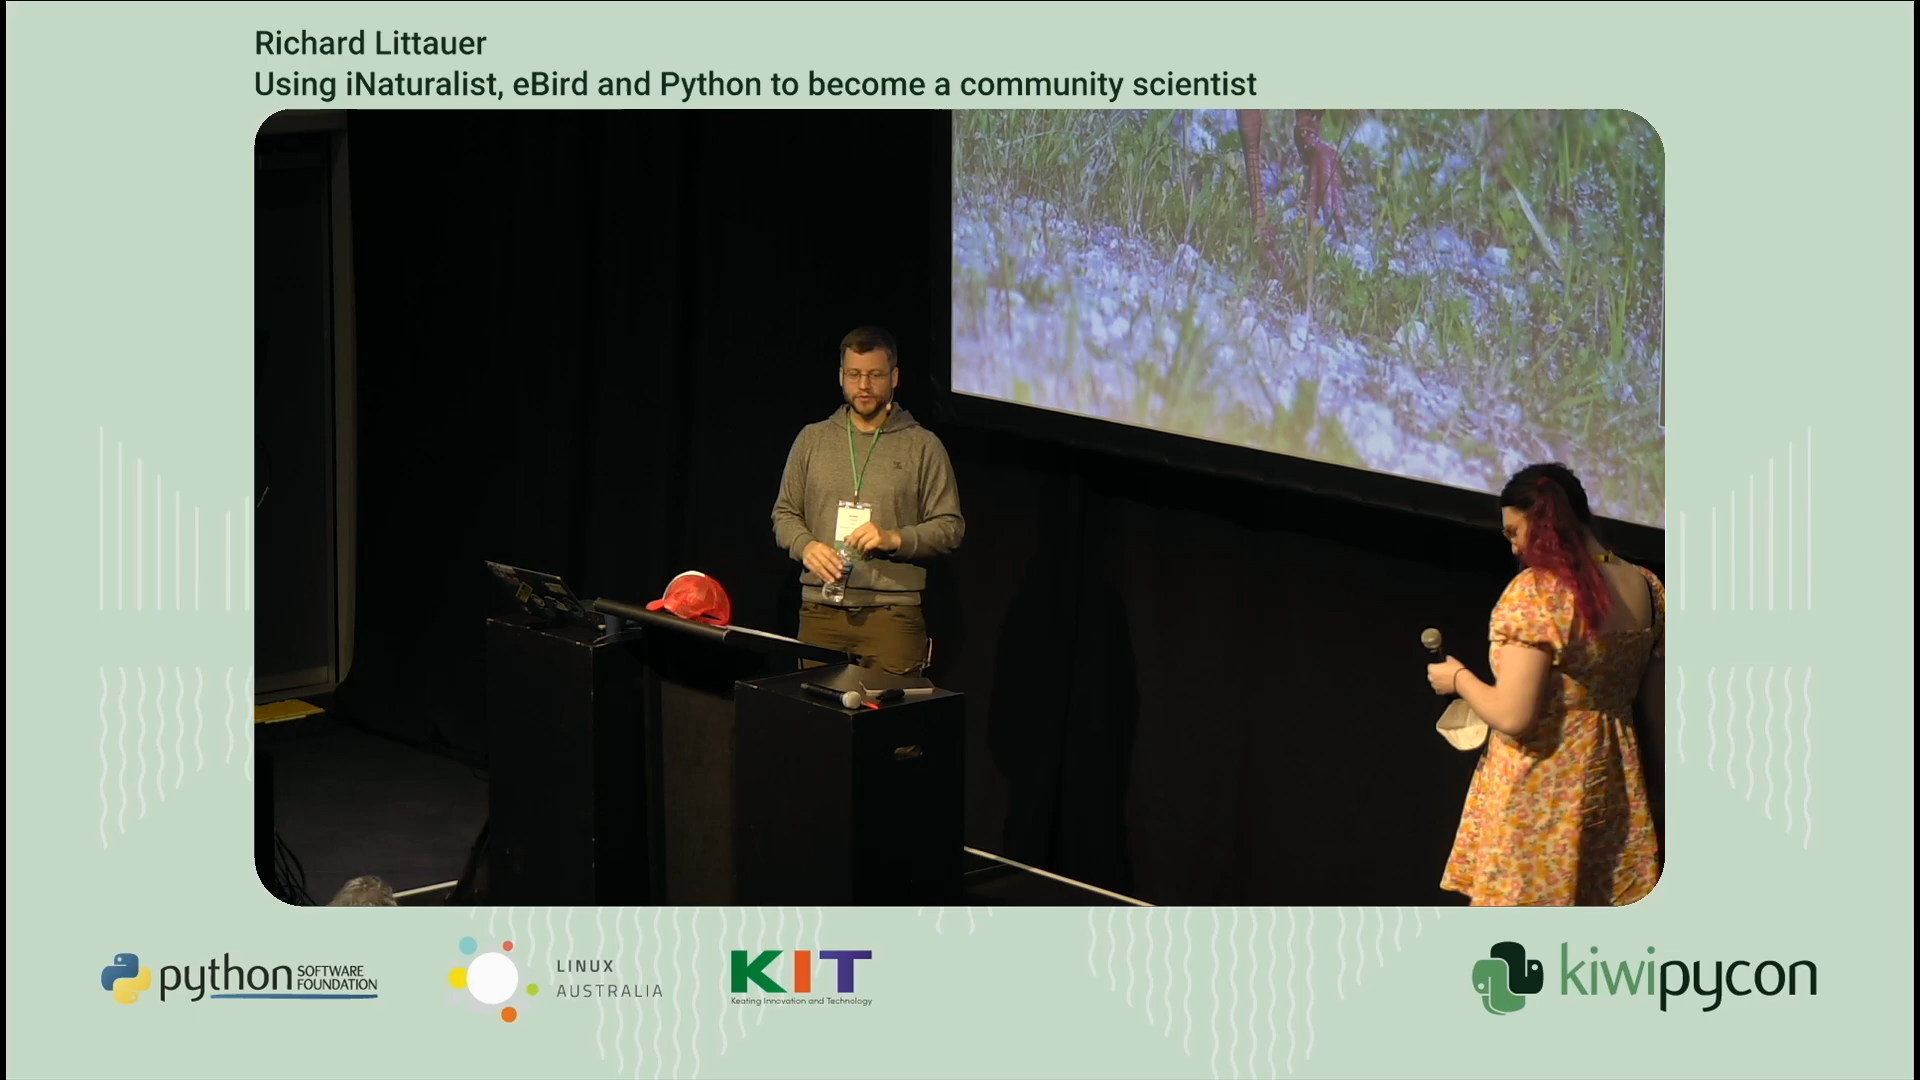 Richard Littauer
Using iNaturalist, eBird and Python to become a community scientist
python SOFTWARE FOUNDATION
LINUX AUSTRALIA
KIT
Keating Innovation and Technology
kiwipycon